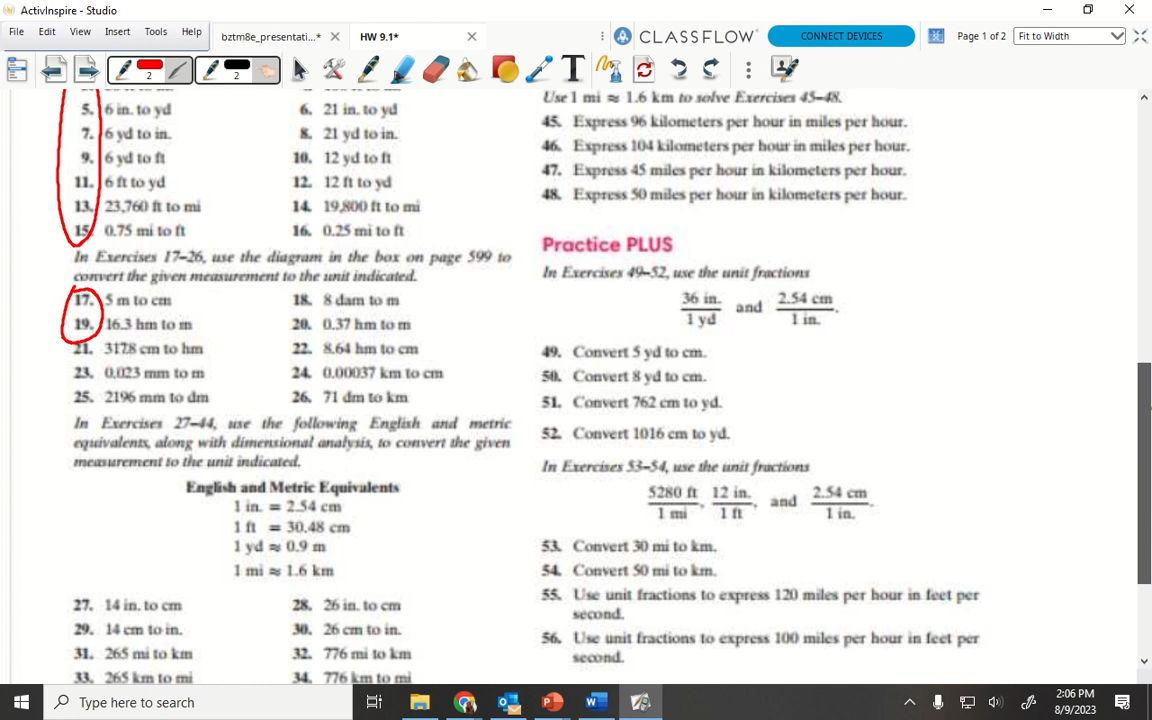 ActivInspire - Studio
File Edit View Insert Tools Help
bztm8e_presentati...*
HW 9.1*
CLASSFLOW
CONNECT DEVICES
Page 1 of 2
Fit to Width
2
2
5. 6 in. to yd
6. 21 in. to yd
7. 6 yd to in.
8. 21 yd to in.
9. 6 yd to ft
10. 12 yd to ft
11. 6 ft to yd
12. 12 ft to yd
13. 23,760 ft to mi
14. 19,800 ft to mi
15. 0.75 mi to ft
16. 0.25 mi to ft
In Exercises 17–26, use the diagram in the box on page 599 to
convert the given measurement to the unit indicated.
17. 5 m to cm
18. 8 dam to m
19. 16.3 hm to m
20. 0.37 hm to m
21. 317.8 cm to hm
22. 8.64 hm to cm
23. 0.023 mm to m
24. 0.00037 km to cm
25. 2196 mm to dm
26. 71 dm to km
In Exercises 27–44, use the following English and metric
equivalents, along with dimensional analysis, to convert the given
measurement to the unit indicated.
English and Metric Equivalents
1 in. = 2.54 cm
1 ft = 30.48 cm
1 yd ≈ 0.9 m
1 mi ≈ 1.6 km
27. 14 in. to cm
28. 26 in. to cm
29. 14 cm to in.
30. 26 cm to in.
31. 265 mi to km
32. 776 mi to km
33. 265 km to mi
34. 776 km to mi
Use 1 mi ≈ 1.6 km to solve Exercises 45–48.
45. Express 96 kilometers per hour in miles per hour.
46. Express 104 kilometers per hour in miles per hour.
47. Express 45 miles per hour in kilometers per hour.
48. Express 50 miles per hour in kilometers per hour.
Practice PLUS
In Exercises 49–52, use the unit fractions
36 in.
1 yd
and
2.54 cm
1 in.
49. Convert 5 yd to cm.
50. Convert 8 yd to cm.
51. Convert 762 cm to yd.
52. Convert 1016 cm to yd.
In Exercises 53–54, use the unit fractions
5280 ft
1 mi
,
12 in.
1 ft
, and
2.54 cm
1 in.
53. Convert 30 mi to km.
54. Convert 50 mi to km.
55. Use unit fractions to express 120 miles per hour in feet per
second.
56. Use unit fractions to express 100 miles per hour in feet per
second.
Type here to search
2:06 PM
8/9/2023